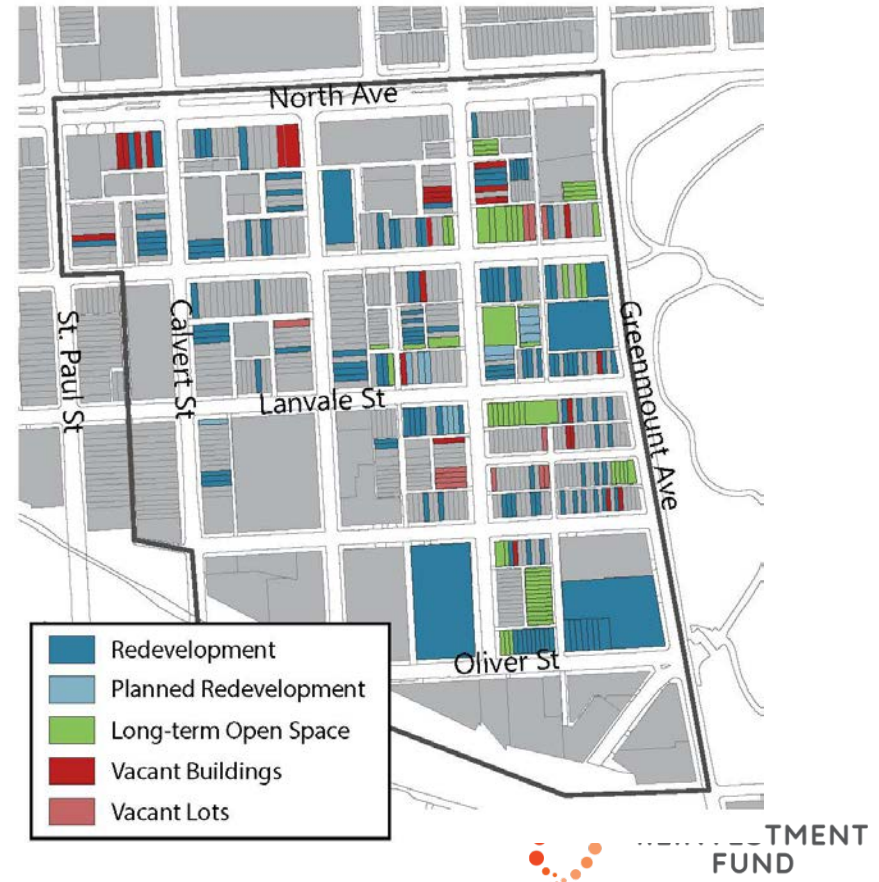 North Ave
St. Paul St
Calvert St
Greenmount Ave
Lanvale St
Oliver St
Redevelopment
Planned Redevelopment
Long-term Open Space
Vacant Buildings
Vacant Lots
FUND